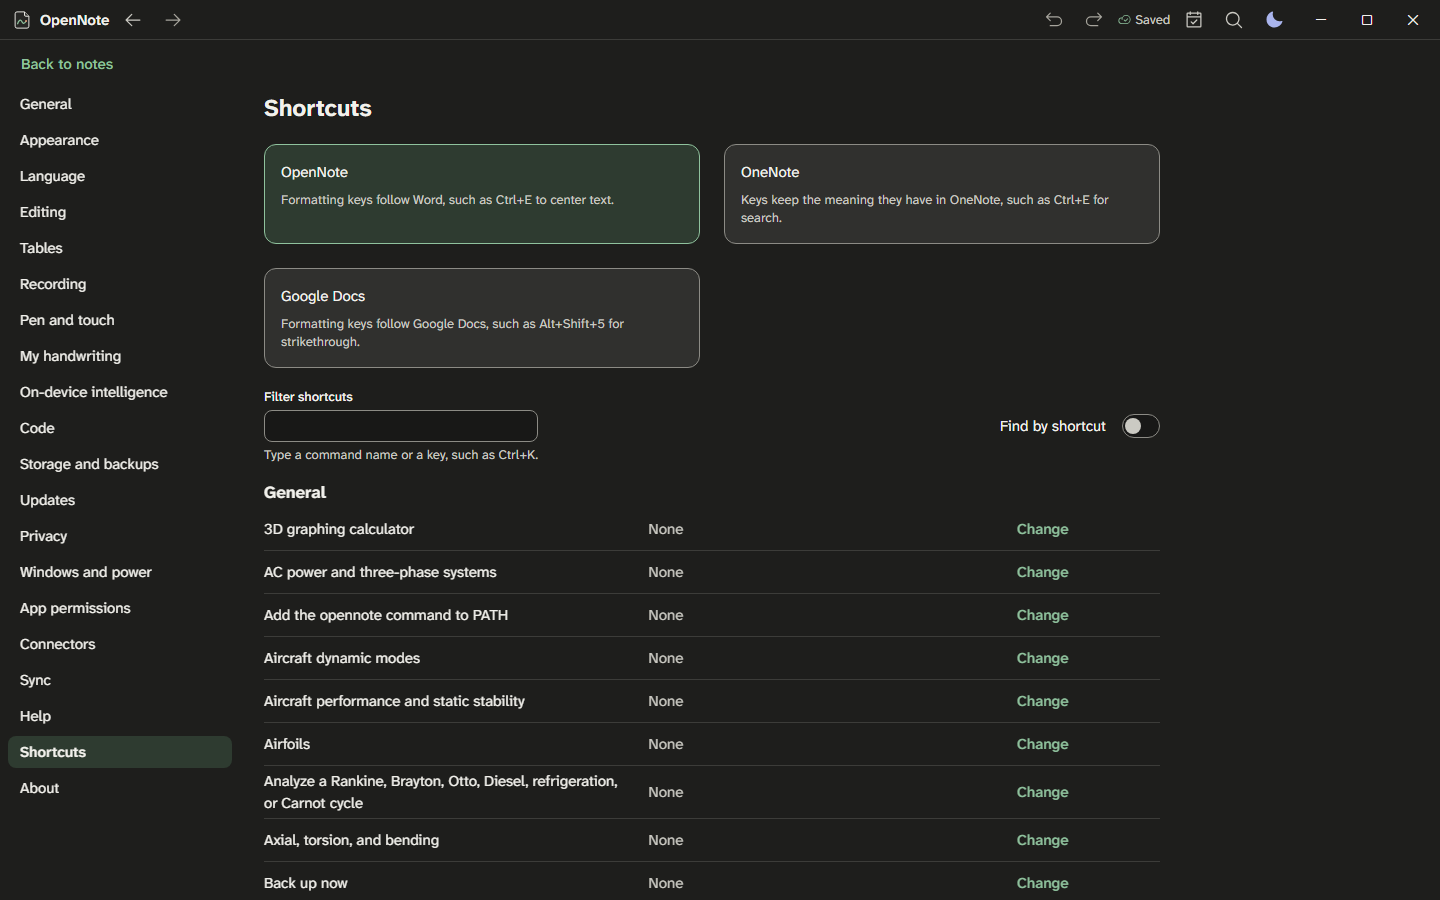 OpenNote
Saved
Back to notes
General
Appearance
Language
Editing
Tables
Recording
Pen and touch
My handwriting
On-device intelligence
Code
Storage and backups
Updates
Privacy
Windows and power
App permissions
Connectors
Sync
Help
Shortcuts
About
Shortcuts
OpenNote
Formatting keys follow Word, such as Ctrl+E to center text.
OneNote
Keys keep the meaning they have in OneNote, such as Ctrl+E for
search.
Google Docs
Formatting keys follow Google Docs, such as Alt+Shift+5 for
strikethrough.
Filter shortcuts
Find by shortcut
Type a command name or a key, such as Ctrl+K.
General
3D graphing calculator None Change
AC power and three-phase systems None Change
Add the opennote command to PATH None Change
Aircraft dynamic modes None Change
Aircraft performance and static stability None Change
Airfoils None Change
Analyze a Rankine, Brayton, Otto, Diesel, refrigeration,
or Carnot cycle None Change
Axial, torsion, and bending None Change
Back up now None Change